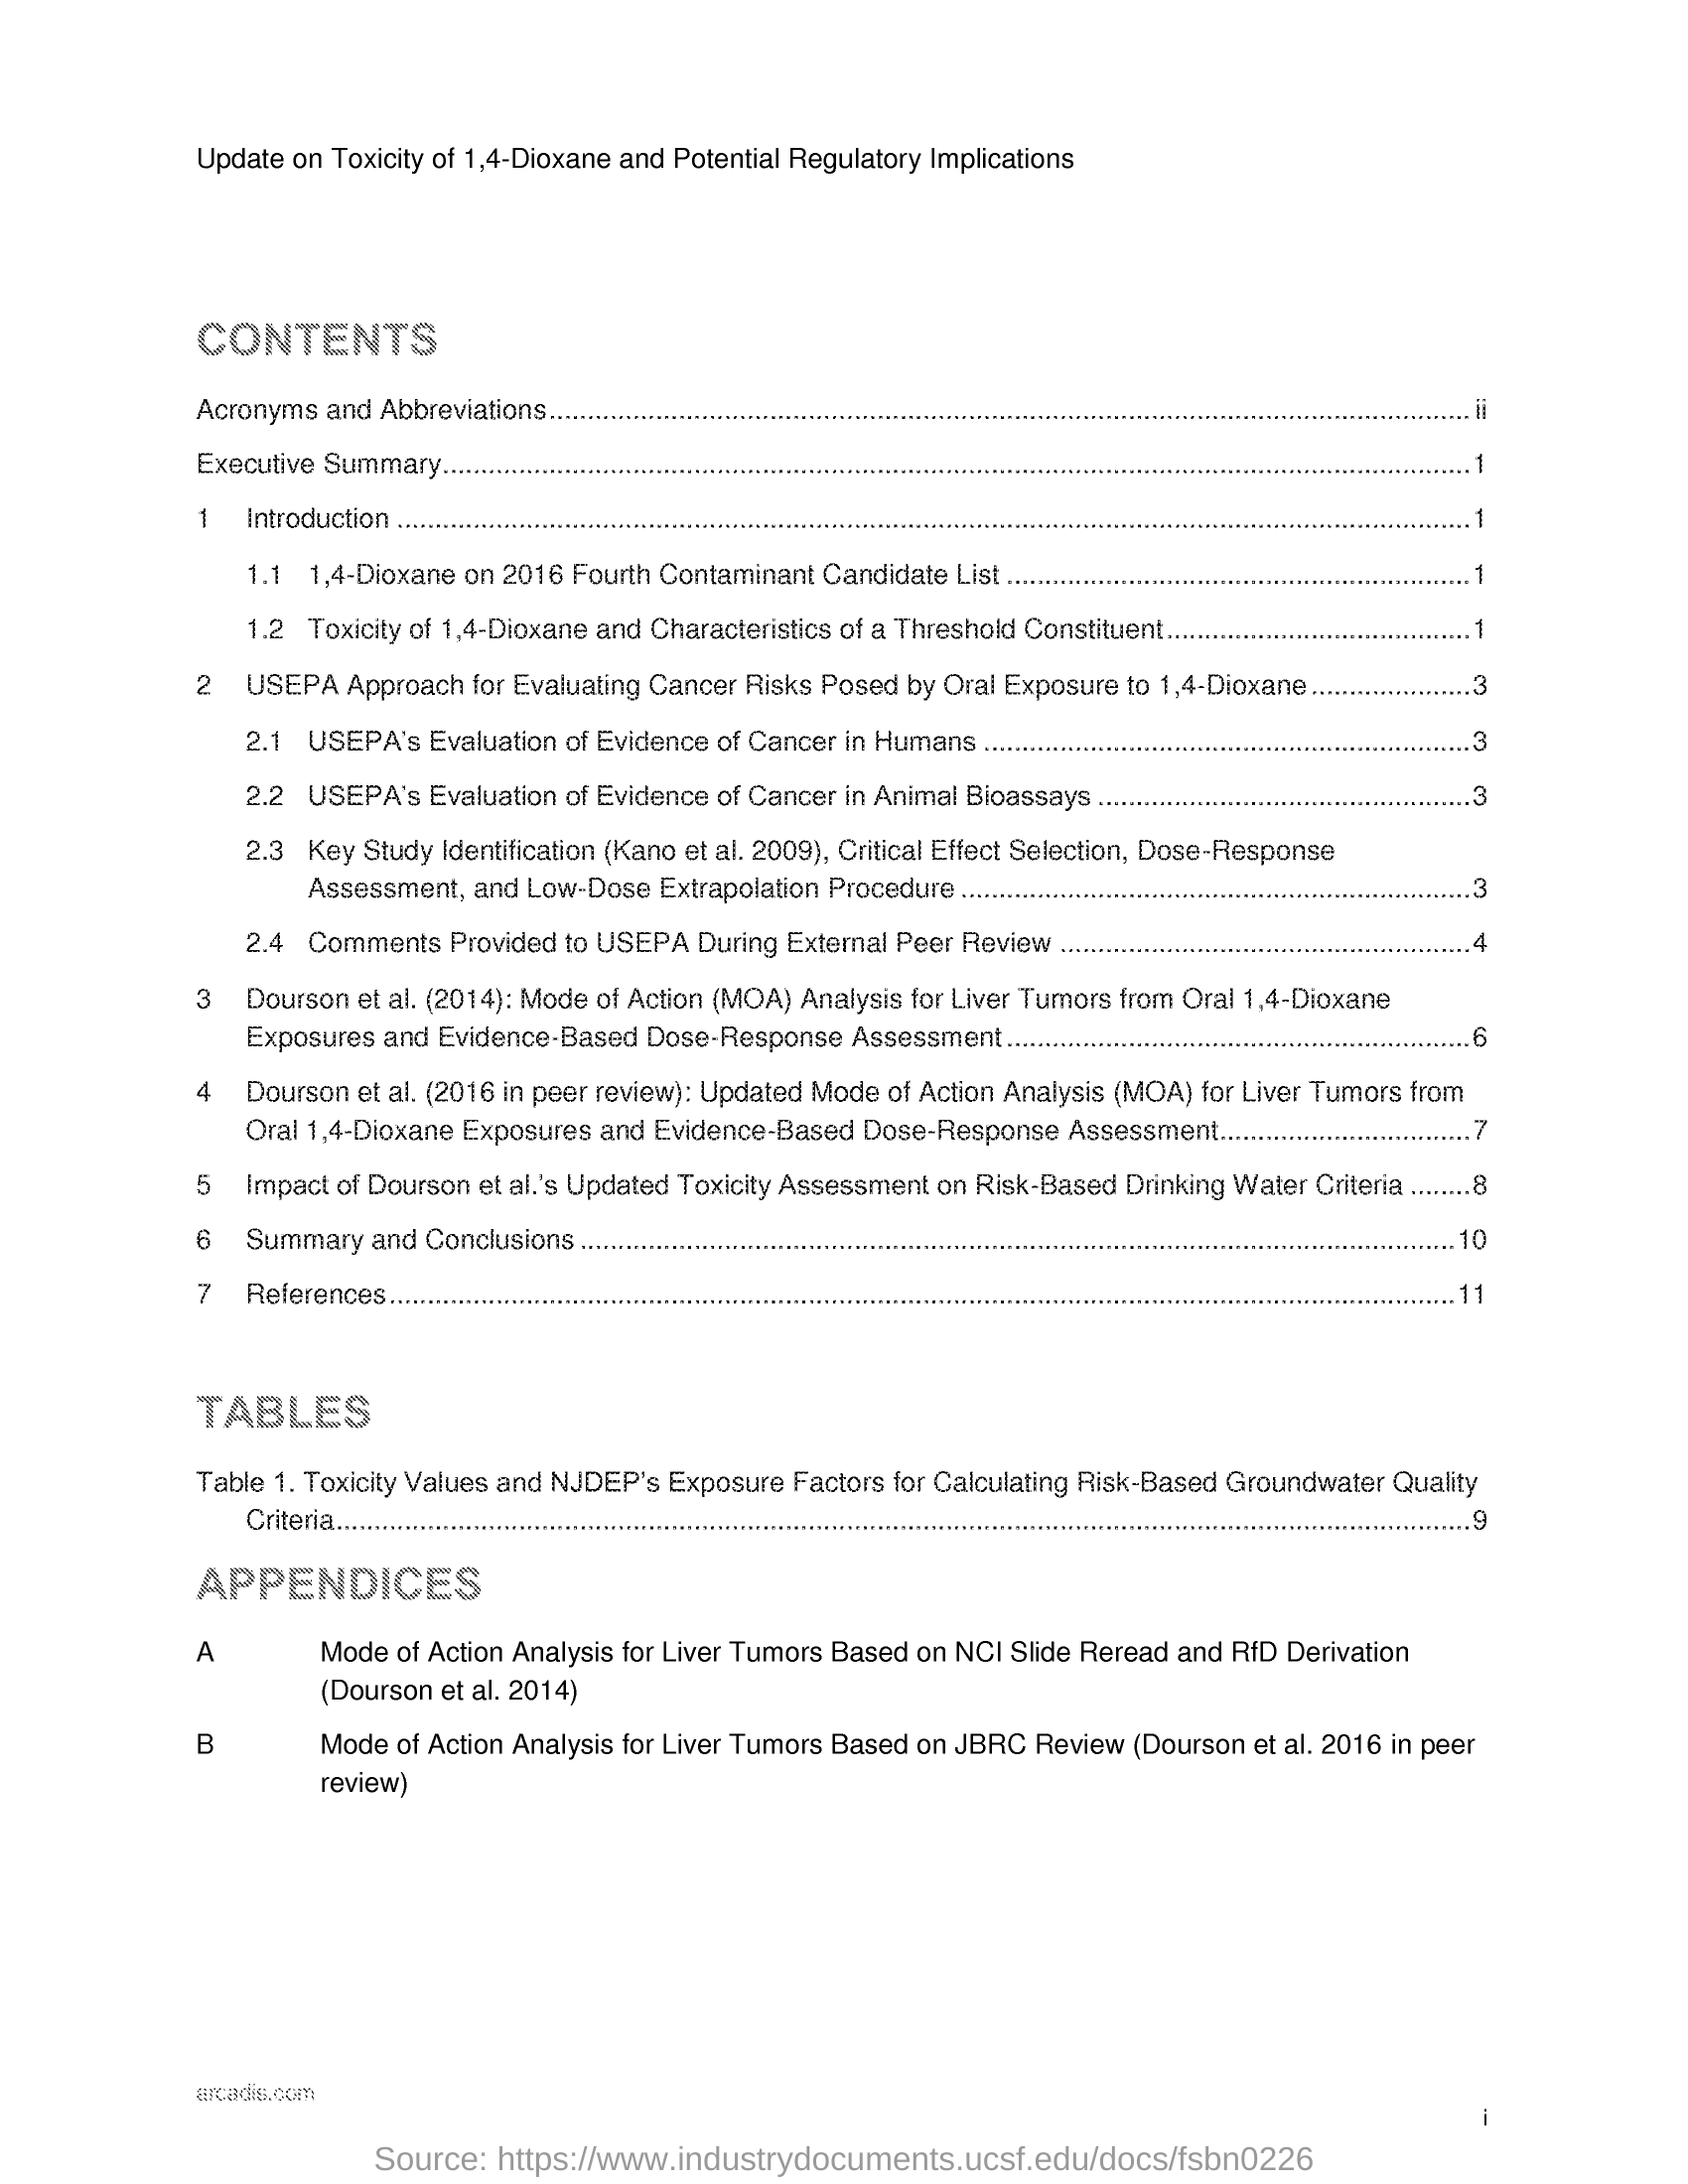 Update on Toxicity of 1,4-Dioxane and Potential Regulatory Implications
CONTENTS
Acronyms and Abbreviations........................................ii
Executive Summary........................................1
1 Introduction ........................................1
1.1 1,4-Dioxane on 2016 Fourth Contaminant Candidate List ........................................1
1.2 Toxicity of 1,4-Dioxane and Characteristics of a Threshold Constituent........................................1
2 USEPA Approach for Evaluating Cancer Risks Posed by Oral Exposure to 1,4-Dioxane.....................3
2.1 USEPA's Evaluation of Evidence of Cancer in Humans ........................................3
2.2 USEPA's Evaluation of Evidence of Cancer in Animal Bioassays ........................................3
2.3 Key Study Identification (Kano et al. 2009), Critical Effect Selection, Dose-Response
Assessment, and Low-Dose Extrapolation Procedure ........................................3
2.4 Comments Provided to USEPA During External Peer Review ........................................4
3 Dourson et al. (2014): Mode of Action (MOA) Analysis for Liver Tumors from Oral 1,4-Dioxane
Exposures and Evidence-Based Dose-Response Assessment........................................6
4 Dourson et al. (2016 in peer review): Updated Mode of Action Analysis (MOA) for Liver Tumors from
Oral 1,4-Dioxane Exposures and Evidence-Based Dose-Response Assessment.................................7
5 Impact of Dourson et al.'s Updated Toxicity Assessment on Risk-Based Drinking Water Criteria ........8
6 Summary and Conclusions ........................................10
7 References........................................11
TABLES
Table 1. Toxicity Values and NJDEP's Exposure Factors for Calculating Risk-Based Groundwater Quality
Criteria........................................9
APPENDICES
A Mode of Action Analysis for Liver Tumors Based on NCI Slide Reread and RfD Derivation
(Dourson et al. 2014)
B Mode of Action Analysis for Liver Tumors Based on JBRC Review (Dourson et al. 2016 in peer
review)
arcadis.com
i
Source: https://www.industrydocuments.ucsf.edu/docs/fsbn0226